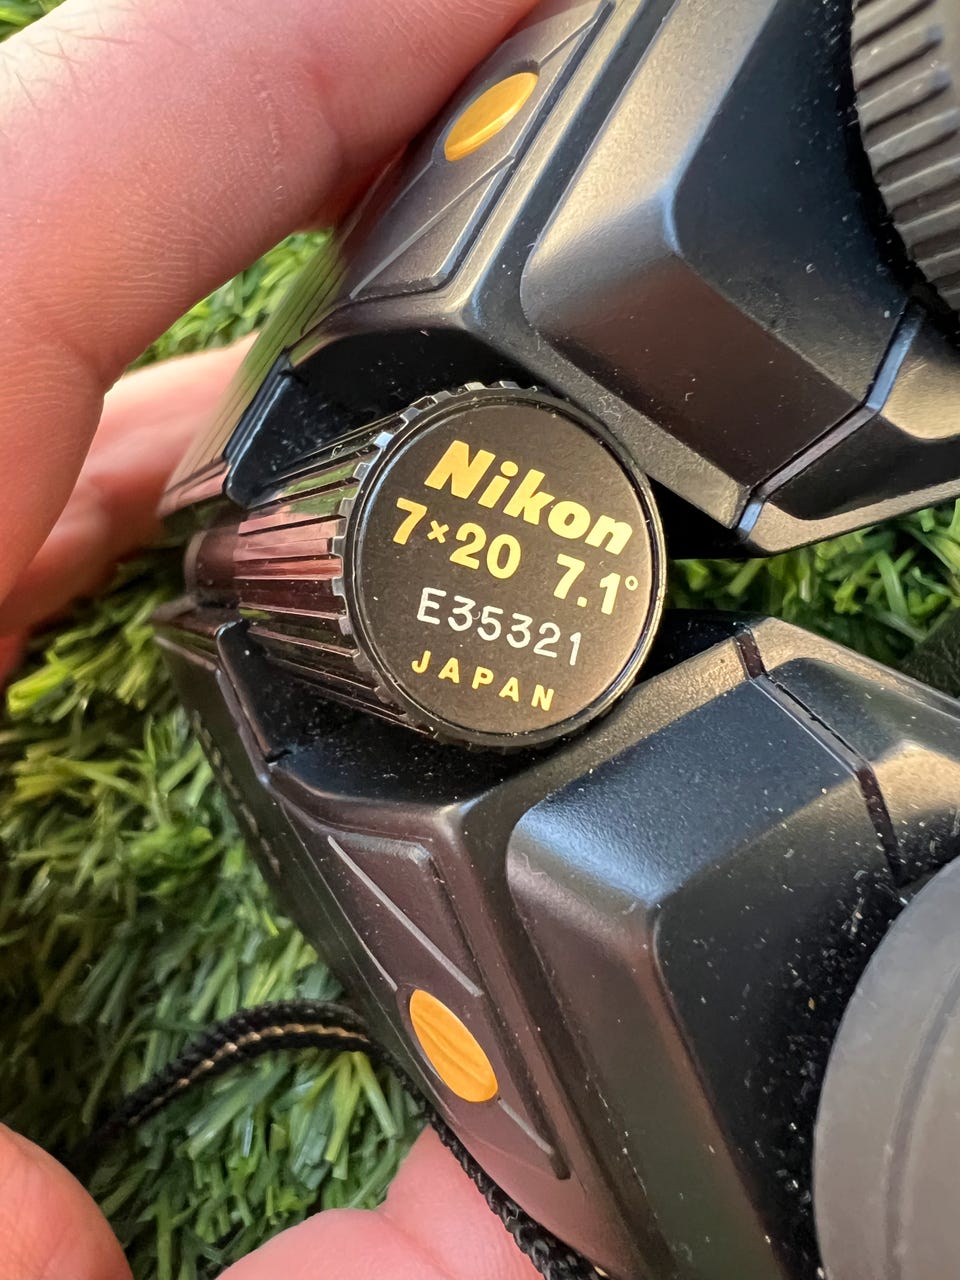 Nikon
7×20 7.1°
E35321
JAPAN